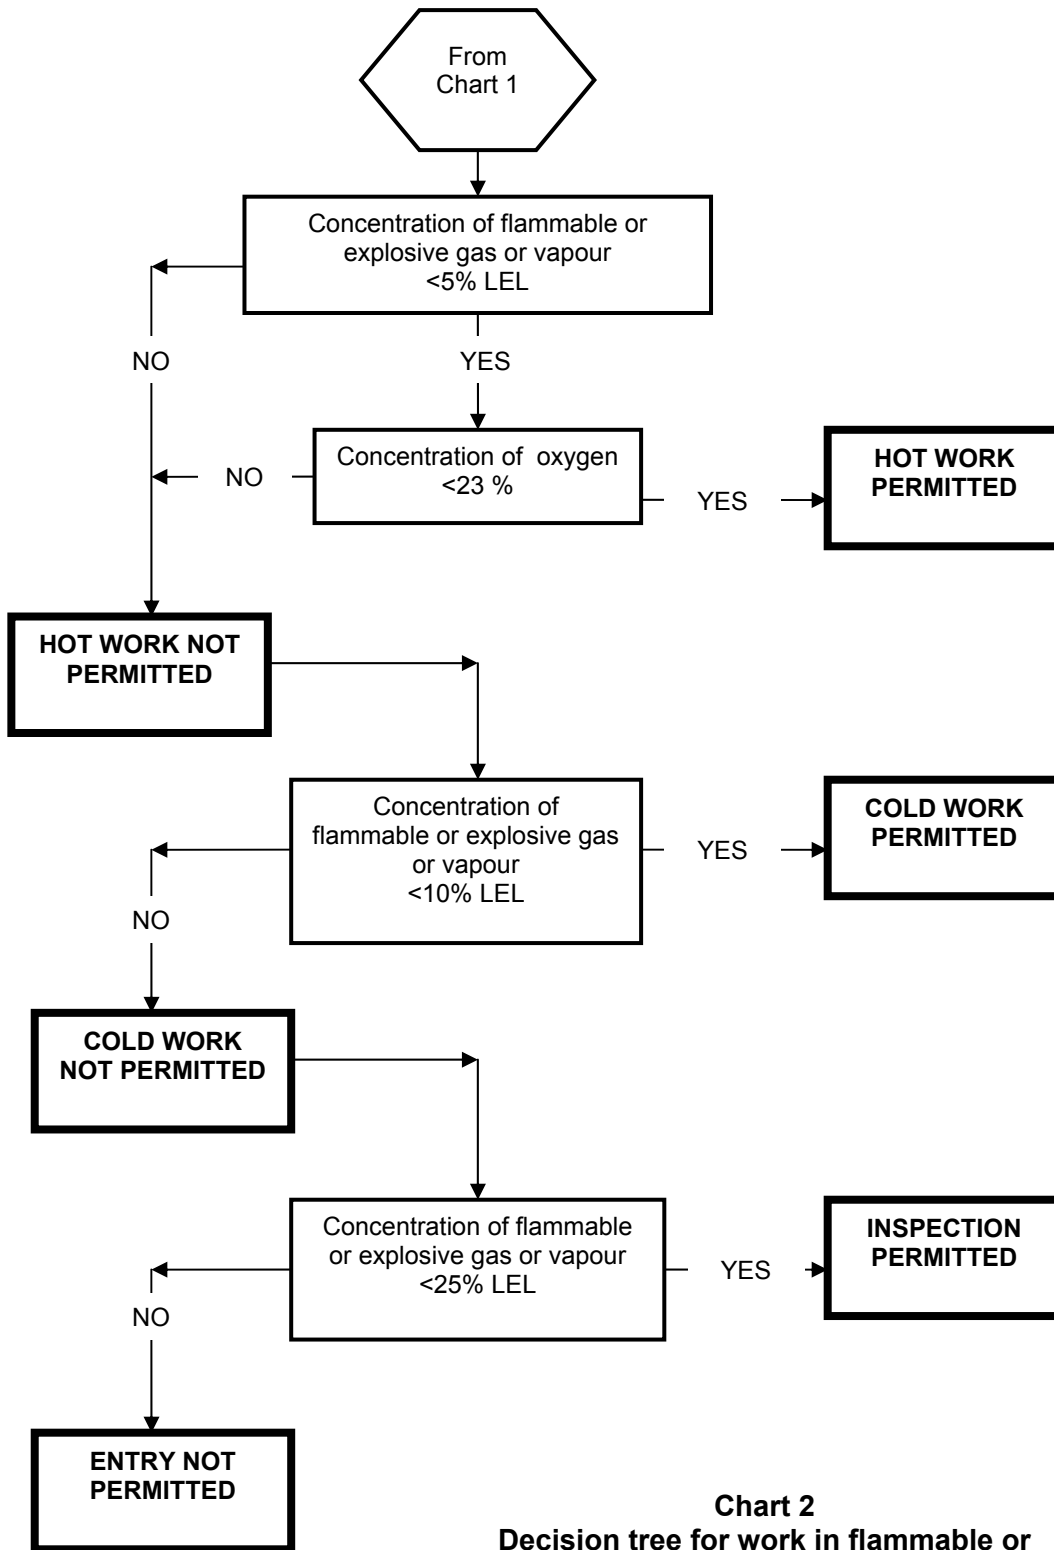 From
Chart 1
Concentration of flammable or
explosive gas or vapour
<5% LEL
NO
YES
Concentration of oxygen
<23 %
NO
YES
HOT WORK
PERMITTED
HOT WORK NOT
PERMITTED
Concentration of
flammable or explosive gas
or vapour
<10% LEL
YES
COLD WORK
PERMITTED
NO
COLD WORK
NOT PERMITTED
Concentration of flammable
or explosive gas or vapour
<25% LEL
YES
INSPECTION
PERMITTED
NO
ENTRY NOT
PERMITTED
Chart 2
Decision tree for work in flammable or